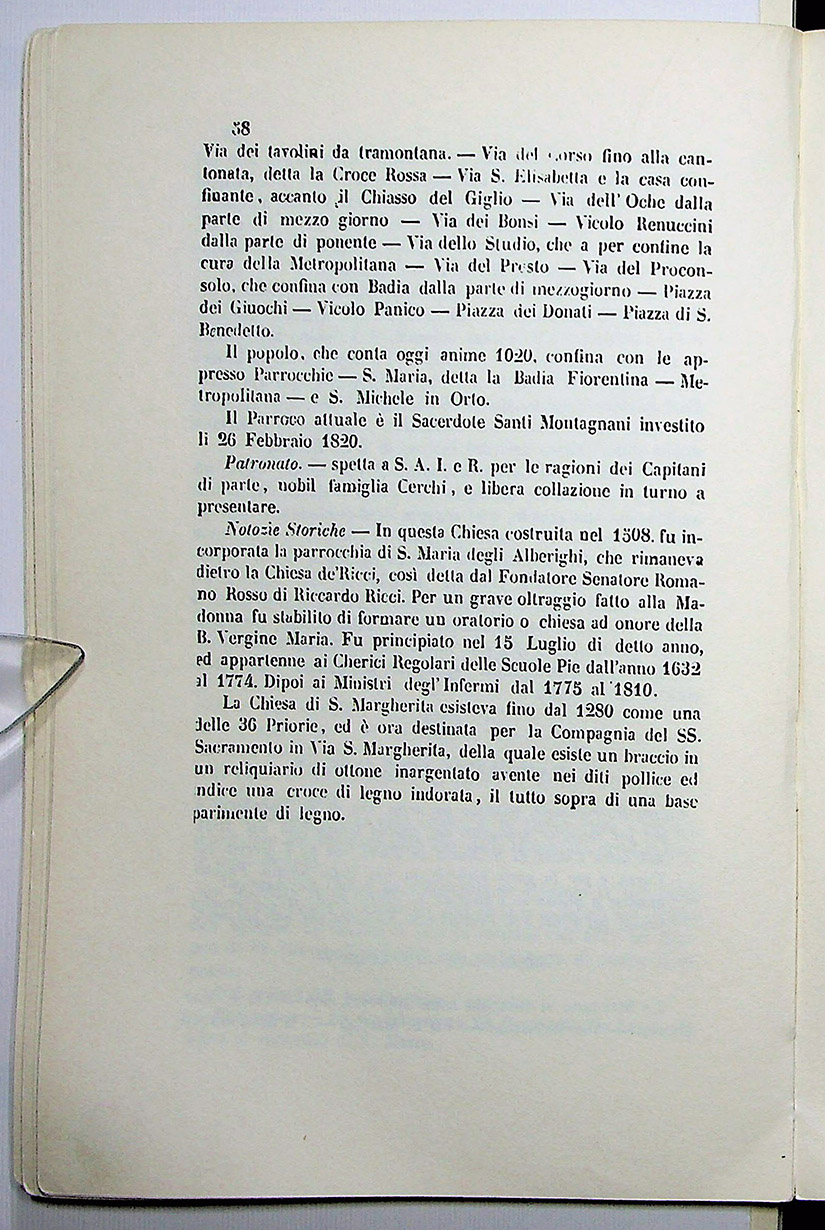 58
Via dei tavolini da tramontana. — Via del Corso fino alla can-
tonata, detta la Croce Rossa — Via S. Elisabetta e la casa con-
finante, accanto il Chiasso del Giglio — Via dell'Oche dalla
parte di mezzo giorno — Via dei Bonsi — Vicolo Renuccini
dalla parte di ponente — Via dello Studio, che a per confine la
cura della Metropolitana — Via del Presto — Via del Procon-
solo, che confina con Badia dalla parte di mezzogiorno — Piazza
dei Giuochi — Vicolo Panico — Piazza dei Donati — Piazza di S.
Benedetto.
Il popolo, che conta oggi anime 1020, confina con le ap-
presso Parrocchie — S. Maria, detta la Badia Fiorentina — Me-
tropolitana — e S. Michele in Orto.
Il Parroco attuale è il Sacerdote Santi Montagnani investito
li 26 Febbraio 1820.
Patronato. — spetta a S. A. I. e R. per le ragioni dei Capitani
di parte, nobil famiglia Cerchi, e libera collazione in turno a
presentare.
Notozie Storiche — In questa Chiesa costruita nel 1508. fu in-
corporata la parrocchia di S. Maria degli Alberighi, che rimaneva
dietro la Chiesa de'Ricci, così detta dal Fondatore Senatore Roma-
no Rosso di Riccardo Ricci. Per un grave oltraggio fatto alla Ma-
donna fu stabilito di formare un oratorio o chiesa ad onore della
B. Vergine Maria. Fu principiato nel 15 Luglio di detto anno,
ed appartenne ai Cherici Regolari delle Scuole Pie dall'anno 1632
al 1774. Dipoi ai Ministri degl'Infermi dal 1775 al 1810.
La Chiesa di S. Margherita esisteva fino dal 1280 come una
delle 36 Priorie, ed è ora destinata per la Compagnia del SS.
Sacramento in Via S. Margherita, della quale esiste un braccio in
un reliquiario di ottone inargentato avente nei diti pollice ed
indice una croce di legno indorata, il tutto sopra di una base
parimente di legno.